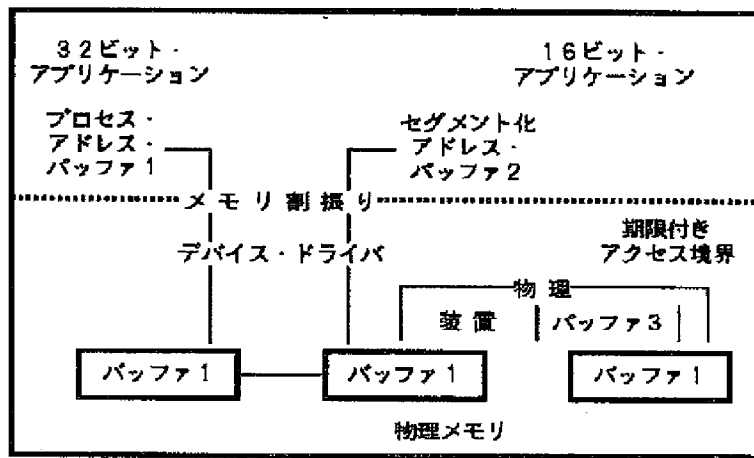 32ビット・
アプリケーション
16ビット・
アプリケーション
プロセス・
アドレス・
バッファ1
セグメント化
アドレス・
バッファ2
メモリ割振り
デバイス・ドライバ
期限付き
アクセス境界
物理
装置
バッファ3
バッファ1
バッファ1
バッファ1
物理メモリ